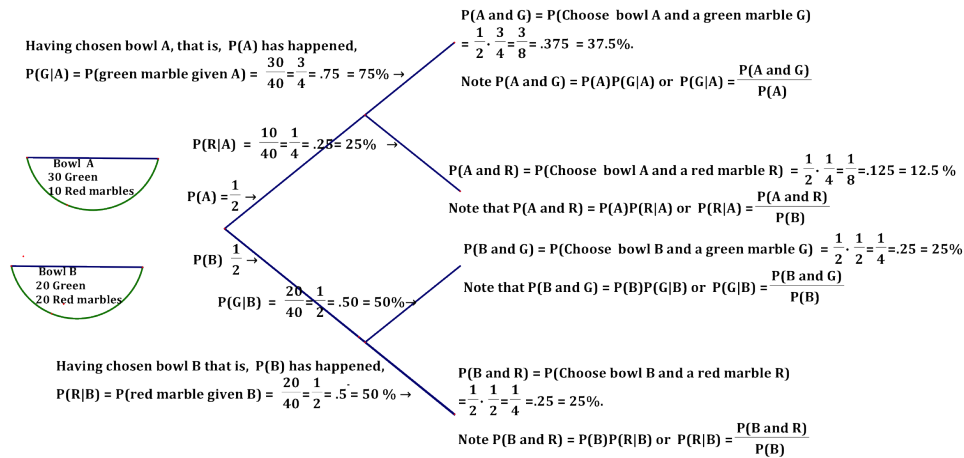 P(A and G) = P(Choose bowl A and a green marble G)
= 1/2 · 3/4 = 3/8 = .375 = 37.5%.
Note P(A and G) = P(A)P(G|A) or P(G|A) = P(A and G)/P(A)
Having chosen bowl A, that is, P(A) has happened,
P(G|A) = P(green marble given A) = 30/40 = 3/4 = .75 = 75% →
P(R|A) = 10/40 = 1/4 = .25 = 25% →
Bowl A
30 Green
10 Red marbles
P(A) = 1/2 →
P(A and R) = P(Choose bowl A and a red marble R) = 1/2 · 1/4 = 1/8 = .125 = 12.5 %
Note that P(A and R) = P(A)P(R|A) or P(R|A) = P(A and R)/P(B)
P(B) 1/2 →
Bowl B
20 Green
20 Red marbles
P(G|B) = 20/40 = 1/2 = .50 = 50% →
P(B and G) = P(Choose bowl B and a green marble G) = 1/2 · 1/2 = 1/4 = .25 = 25%
Note that P(B and G) = P(B)P(G|B) or P(G|B) = P(B and G)/P(B)
Having chosen bowl B that is, P(B) has happened,
P(R|B) = P(red marble given B) = 20/40 = 1/2 = .5 = 50 % →
P(B and R) = P(Choose bowl B and a red marble R)
= 1/2 · 1/2 = 1/4 = .25 = 25%.
Note P(B and R) = P(B)P(R|B) or P(R|B) = P(B and R)/P(B)